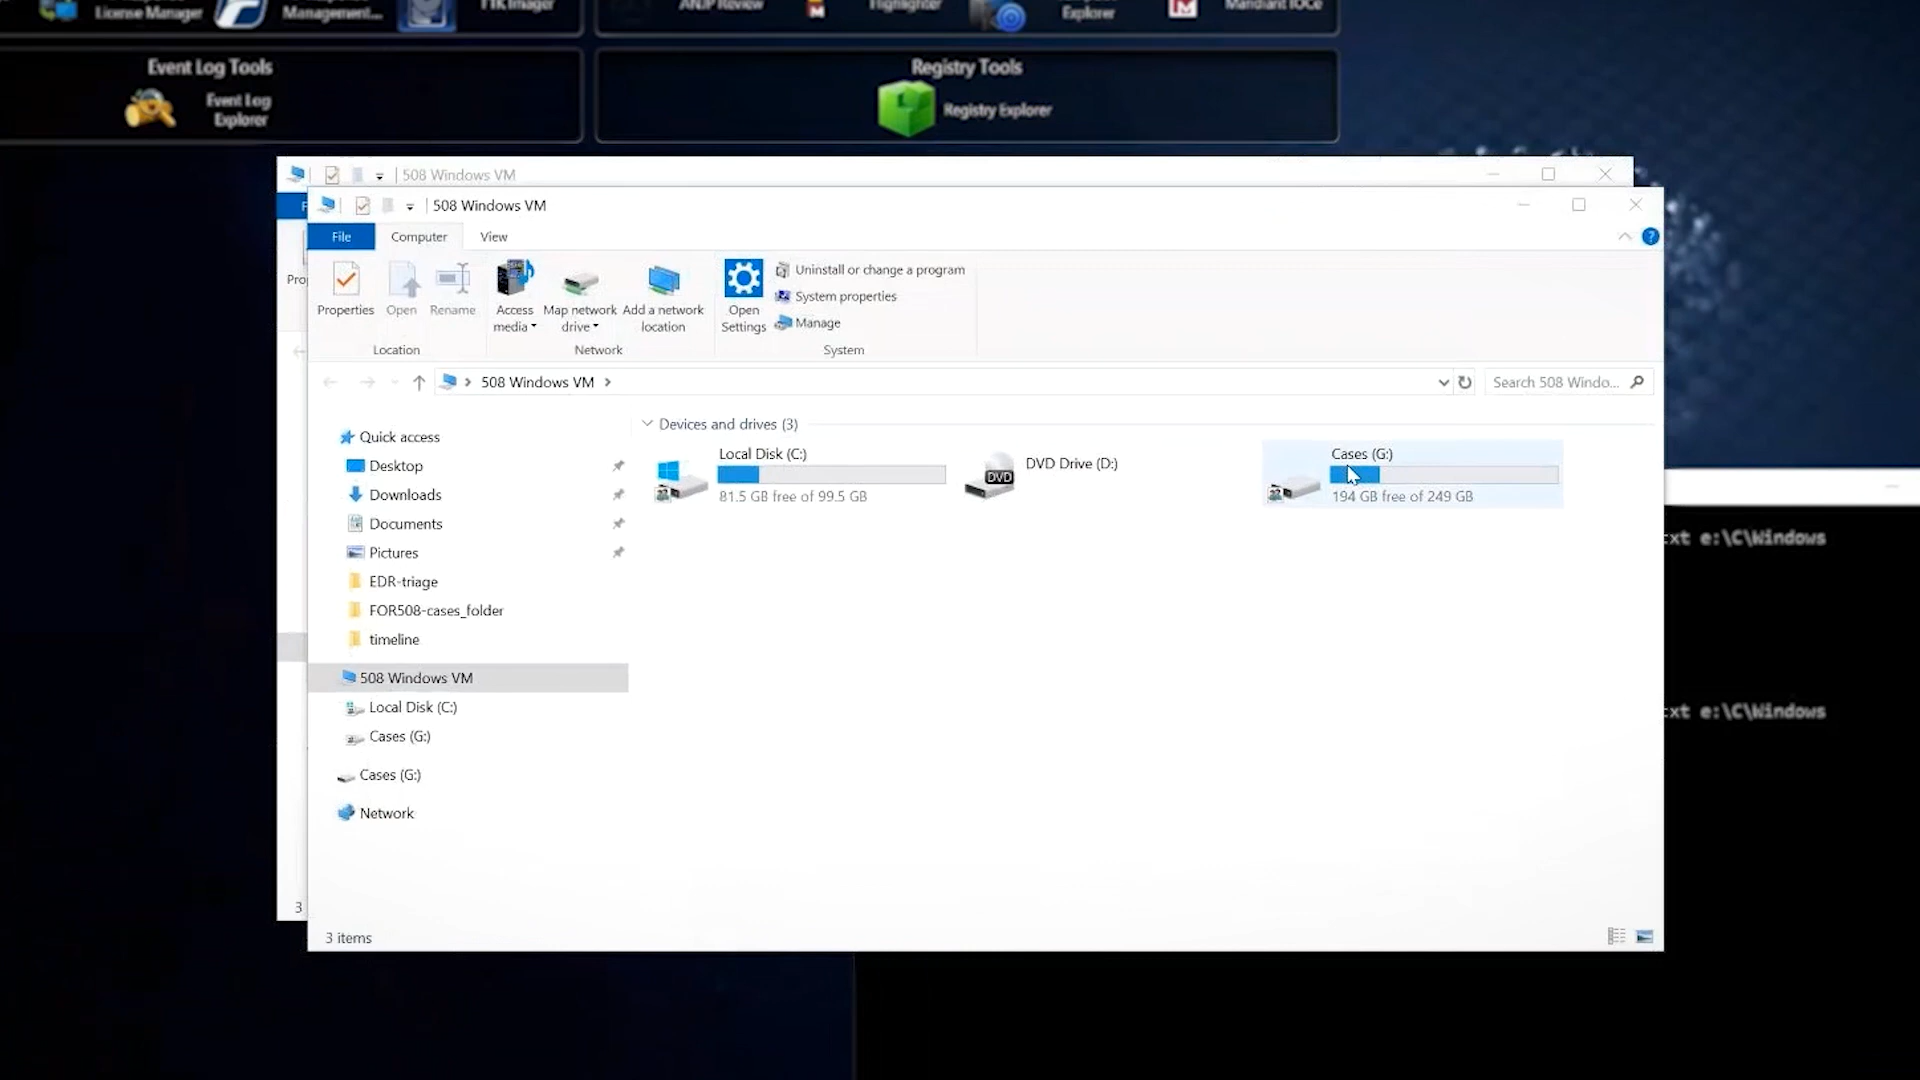 License Manager
Management...
FTK Imager
ANJP Review
Highlighter
Explorer
Mandiant IOCe
Event Log Tools
Event Log
Explorer
Registry Tools
Registry Explorer
508 Windows VM
508 Windows VM
File
Computer
View
Properties
Open
Rename
Access
media
Map network
drive
Add a network
location
Open
Settings
Uninstall or change a program
System properties
Manage
Location
Network
System
508 Windows VM
Search 508 Windo...
Quick access
Desktop
Downloads
Documents
Pictures
EDR-triage
FOR508-cases_folder
timeline
508 Windows VM
Local Disk (C:)
Cases (G:)
Cases (G:)
Network
Devices and drives (3)
Local Disk (C:)
81.5 GB free of 99.5 GB
DVD
DVD Drive (D:)
Cases (G:)
194 GB free of 249 GB
txt e:\C\Windows
txt e:\C\Windows
3
3 items